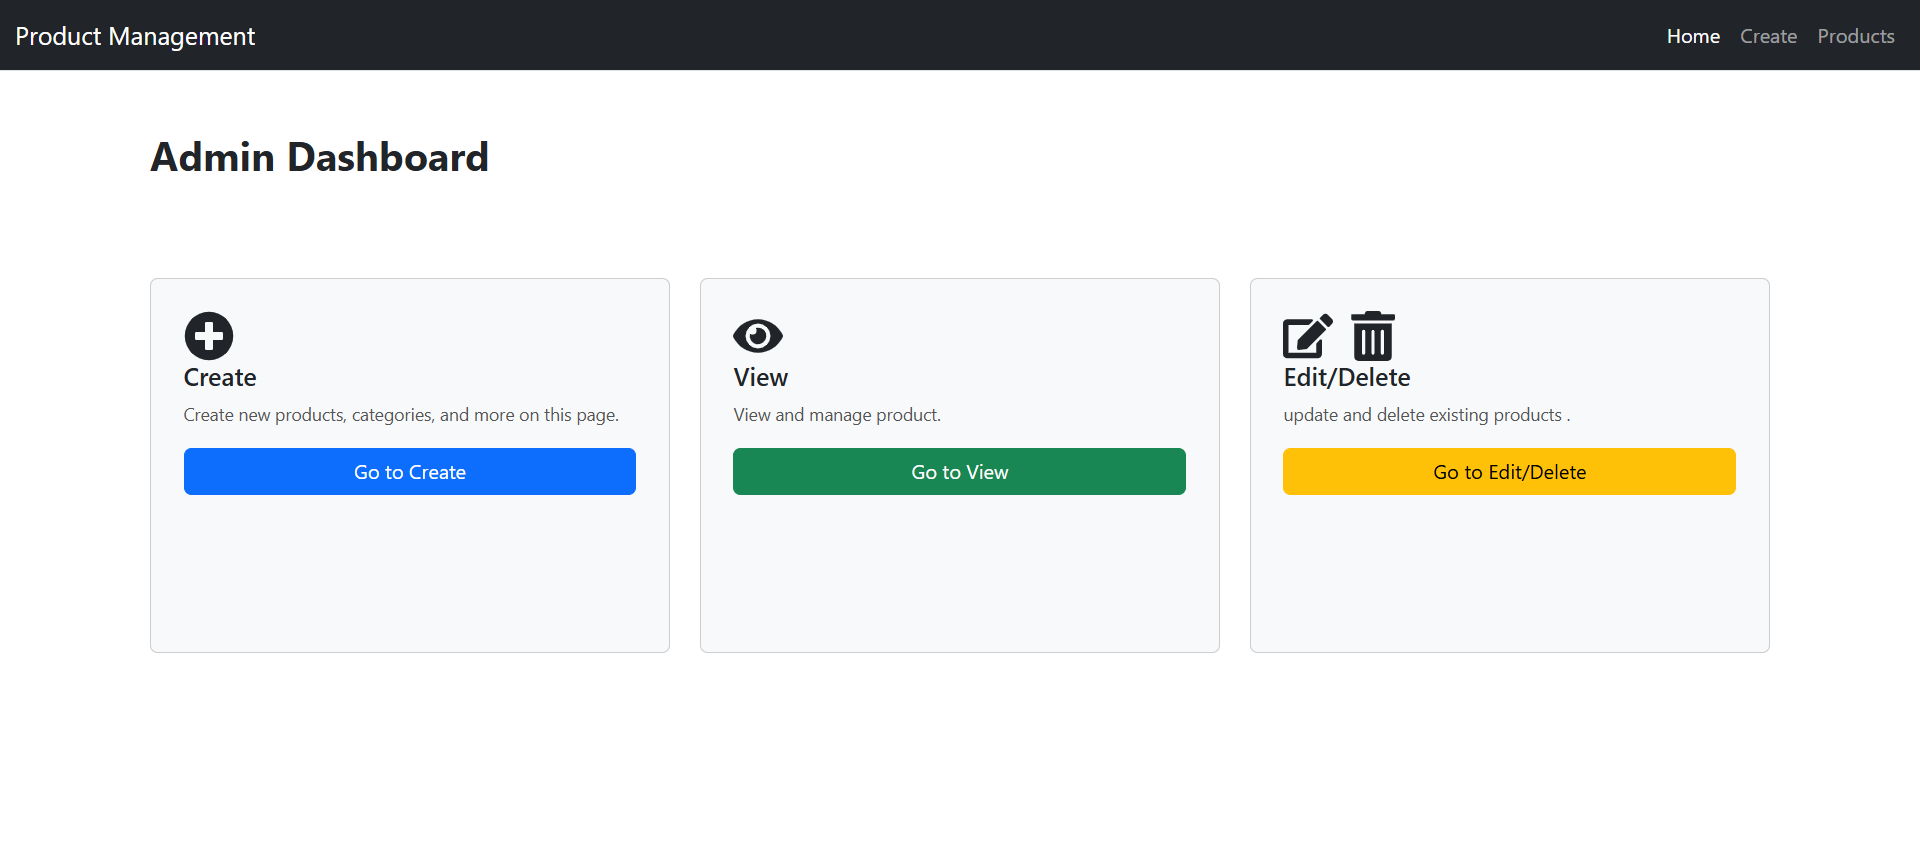 Product Management
Home Create Products
Admin Dashboard
Create
Create new products, categories, and more on this page.
Go to Create
View
View and manage product.
Go to View
Edit/Delete
update and delete existing products .
Go to Edit/Delete